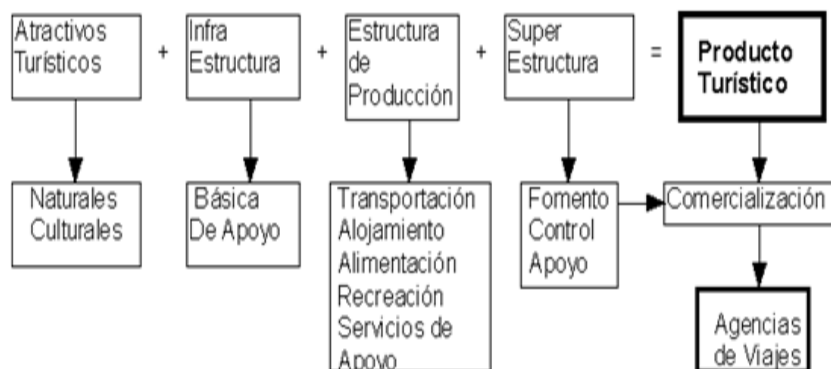 Atractivos
Turísticos
+
Infra
Estructura
+
Estructura
de
Producción
+
Super
Estructura
=
Producto
Turístico
Naturales
Culturales
Básica
De Apoyo
Transportación
Alojamiento
Alimentación
Recreación
Servicios de
Apoyo
Fomento
Control
Apoyo
Comercialización
Agencias
de Viajes